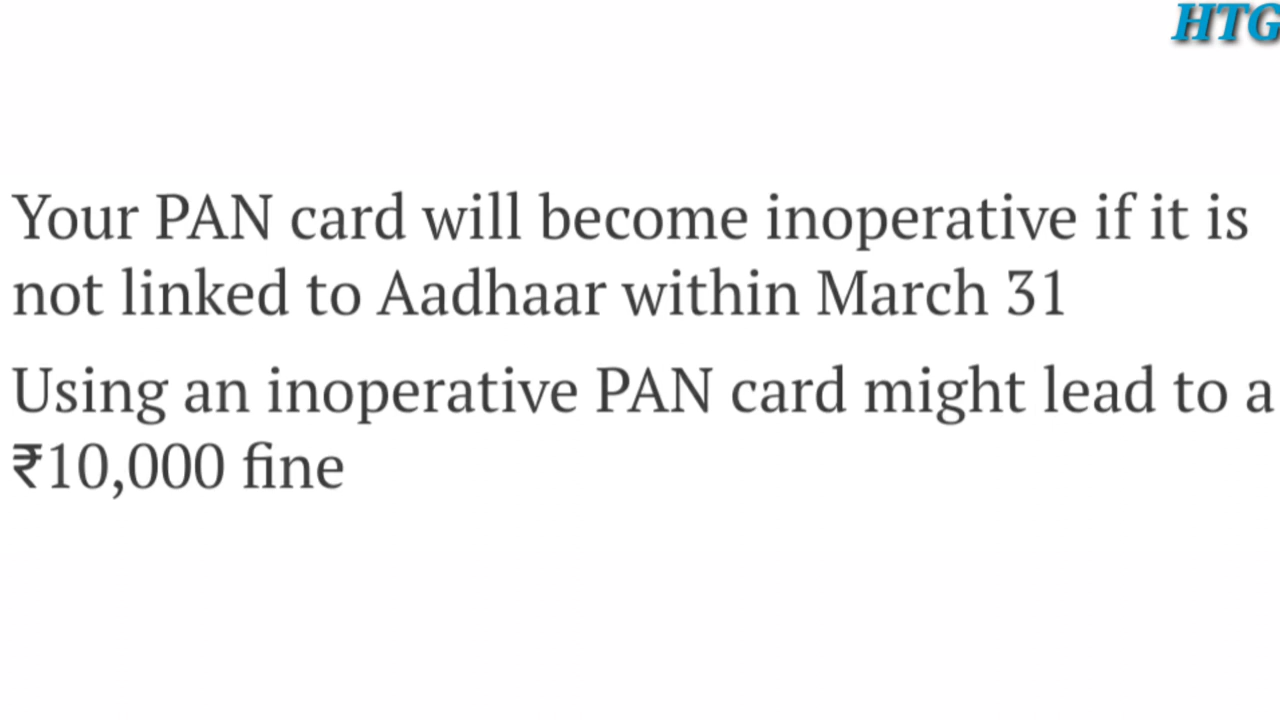 HTG
Your PAN card will become inoperative if it is
not linked to Aadhaar within March 31
Using an inoperative PAN card might lead to a
₹10,000 fine